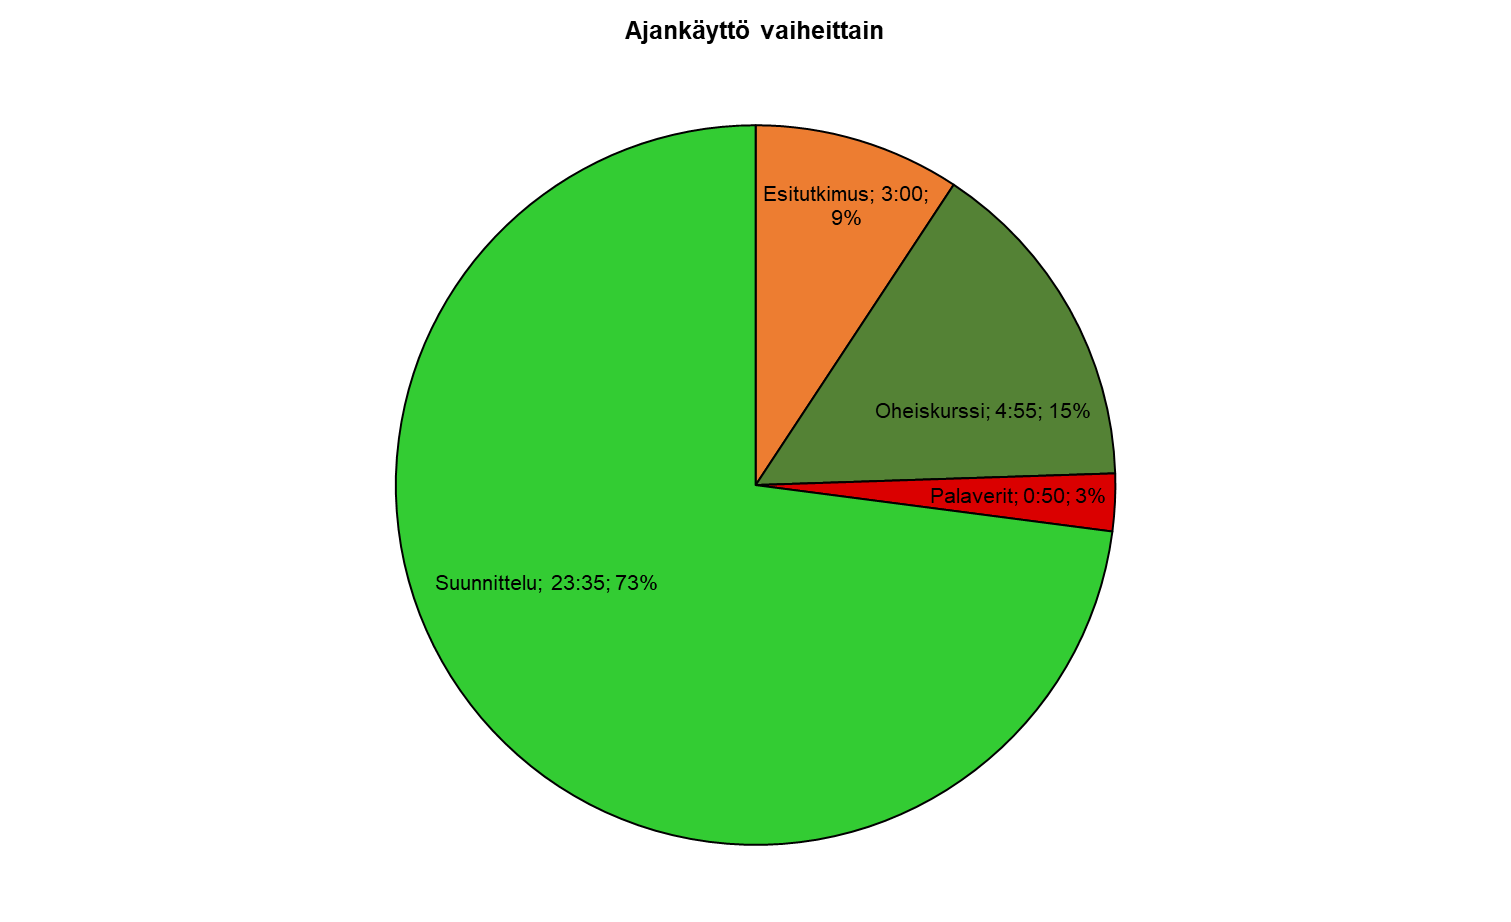 Ajankäyttö vaiheittain
Esitutkimus; 3:00;
9%
Oheiskurssi; 4:55; 15%
Palaverit; 0:50; 3%
Suunnittelu; 23:35; 73%